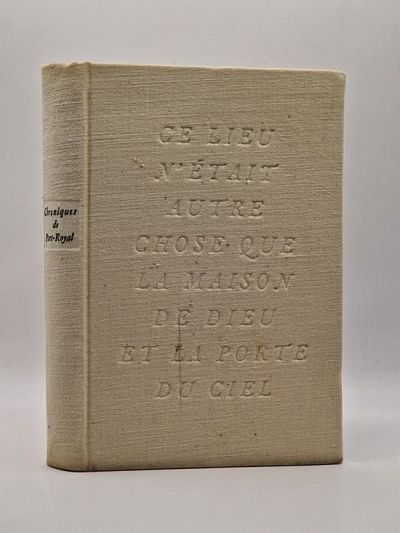 Chroniques
de
Port-Royal
CE LIEU
N'ÉTAIT
AUTRE
CHOSE QUE
LA MAISON
DE DIEU
ET LA PORTE
DU CIEL